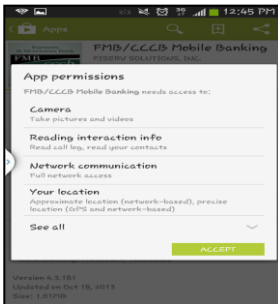 12:45 PM
Apps
FMB/CCCB Mobile Banking
FISERV SOLUTIONS, INC.
FMB
App permissions
FMB/CCCB Mobile Banking needs access to:
Camera
Take pictures and videos
Reading interaction info
Read call log, read your contacts
Network communication
Full network access
Your location
Approximate location (network-based), precise
location (GPS and network-based)
See all
ACCEPT
Version 4.3.181
Updated on Oct 18, 2013
Size: 1.01MB